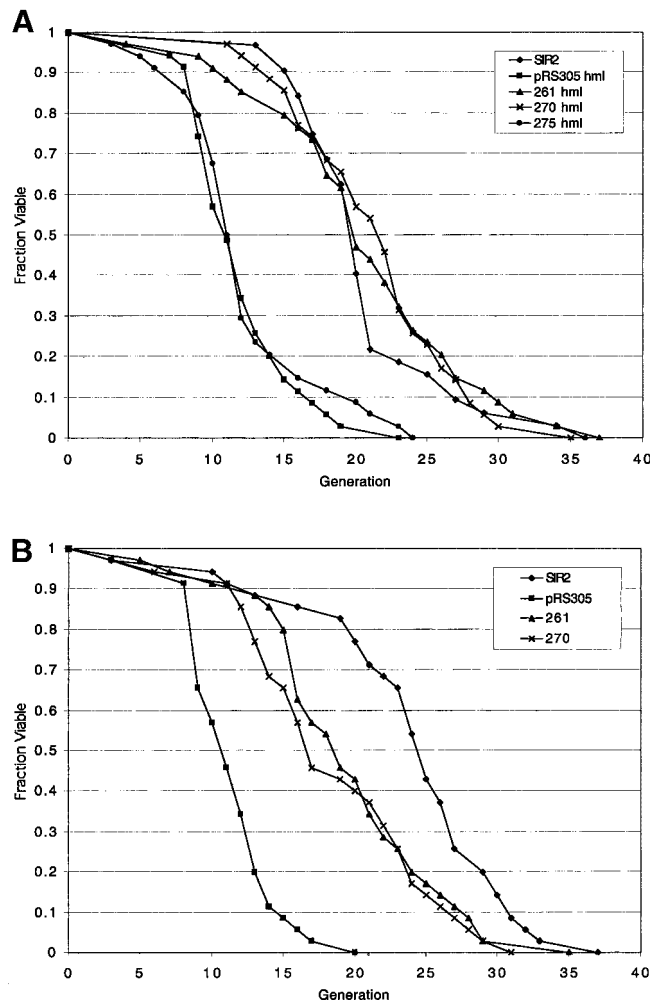 A
1
0.9
0.8
0.7
0.6
0.5
0.4
0.3
0.2
0.1
0
Fraction Viable
SIR2
pRS305 hml
261 hml
270 hml
275 hml
0 5 10 15 20 25 30 35 40
Generation
B
1
0.9
0.8
0.7
0.6
0.5
0.4
0.3
0.2
0.1
0
Fraction Viable
SIR2
pRS305
261
270
0 5 10 15 20 25 30 35 40
Generation